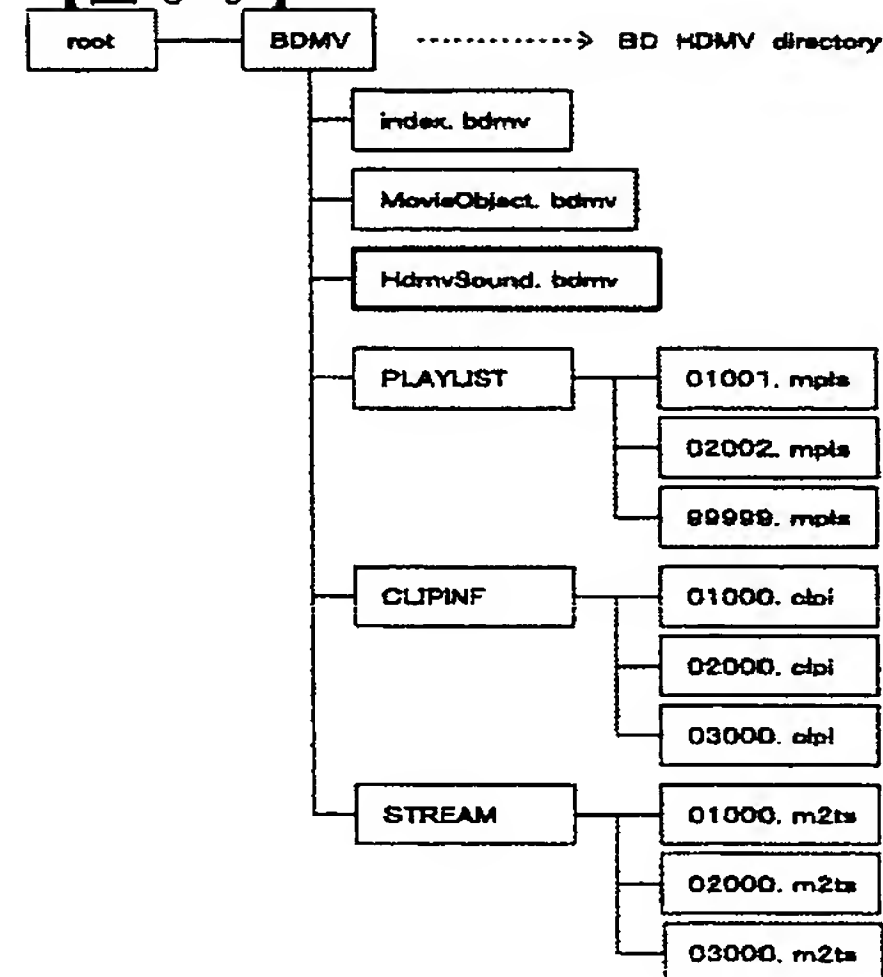 root
BDMV
BD HDMV directory
index. bdmv
MovieObject. bdmv
HdmvSound. bdmv
PLAYLIST
01001. mpls
02002. mpls
99999. mpls
CLIPINF
01000. clpi
02000. clpi
03000. clpi
STREAM
01000. m2ts
02000. m2ts
03000. m2ts